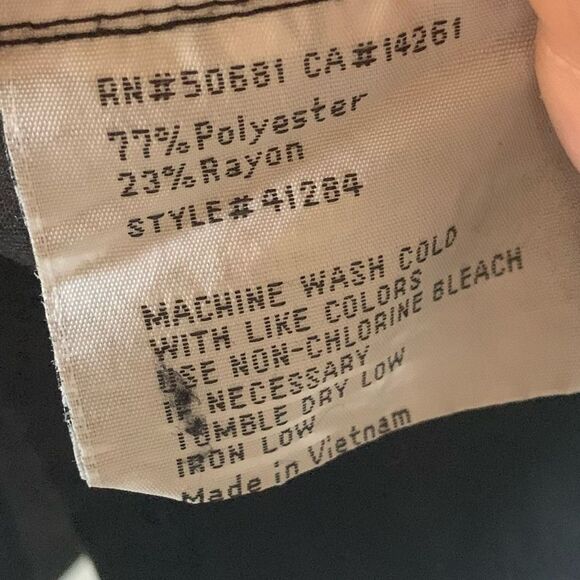 RN#50681 CA#14261
77% Polyester
23% Rayon
STYLE# 41284
MACHINE WASH COLD
WITH LIKE COLORS
USE NON-CHLORINE BLEACH
IF NECESSARY
TUMBLE DRY LOW
IRON LOW
Made in Vietnam